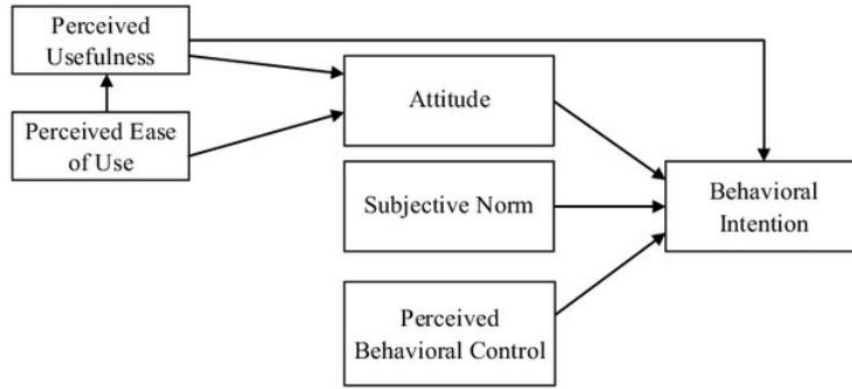 Perceived
Usefulness
Perceived Ease
of Use
Attitude
Subjective Norm
Perceived
Behavioral Control
Behavioral
Intention